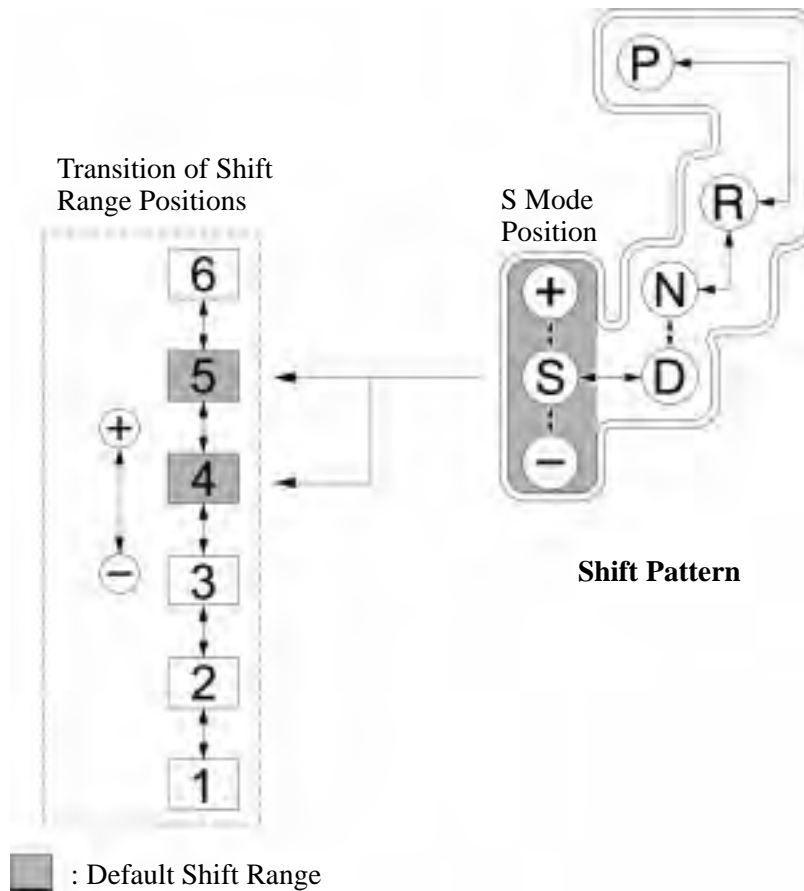 P
Transition of Shift
Range Positions
S Mode
Position
R
6
+
N
5
S
D
+
4
−
3
Shift Pattern
−
2
1
: Default Shift Range